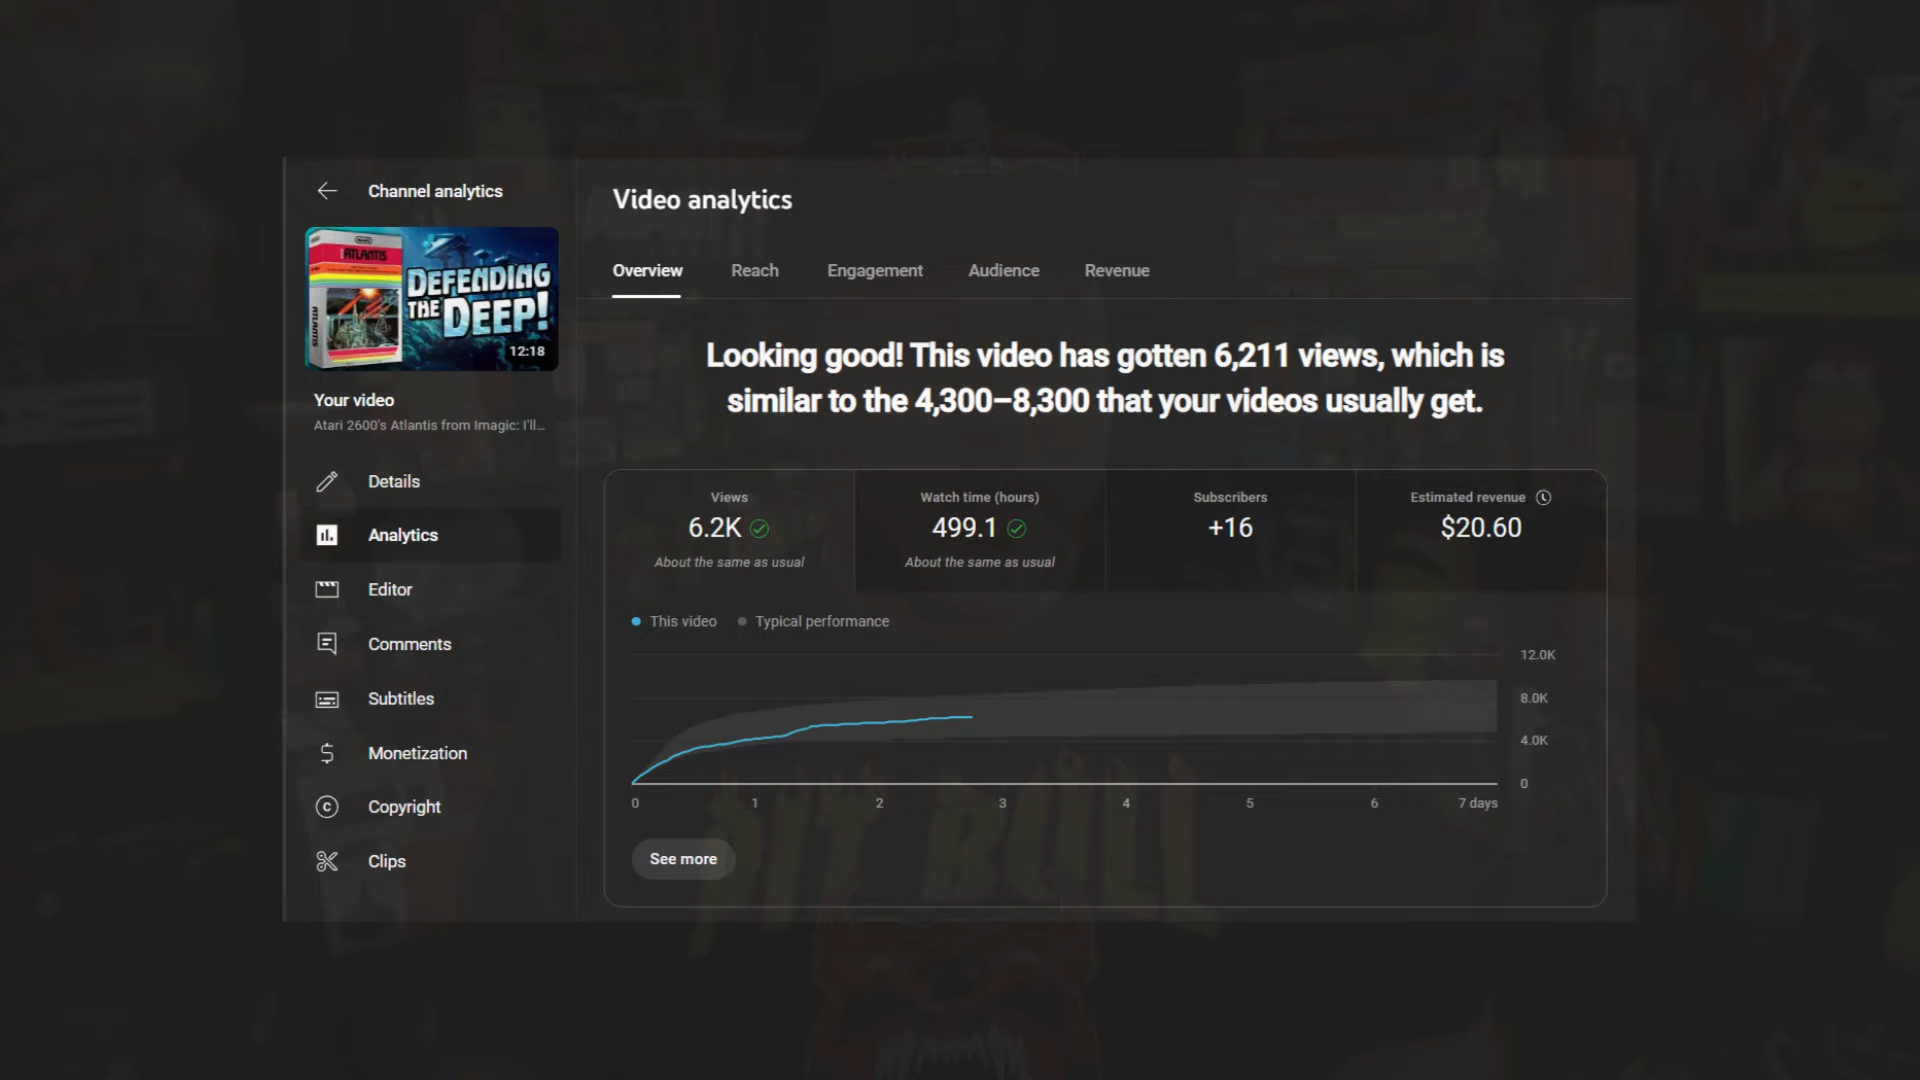 Channel analytics
ATLANTIS
ATLANTIS
DEFENDING
THE DEEP!
12:18
Your video
Atari 2600's Atlantis from Imagic: I'll...
Details
Analytics
Editor
Comments
Subtitles
Monetization
Copyright
Clips
Video analytics
Overview Reach Engagement Audience Revenue
Looking good! This video has gotten 6,211 views, which is
similar to the 4,300–8,300 that your videos usually get.
Views Watch time (hours) Subscribers Estimated revenue
6.2K 499.1 +16 $20.60
About the same as usual About the same as usual
This video Typical performance
12.0K
8.0K
4.0K
0
0 1 2 3 4 5 6 7 days
See more
PIT BULL